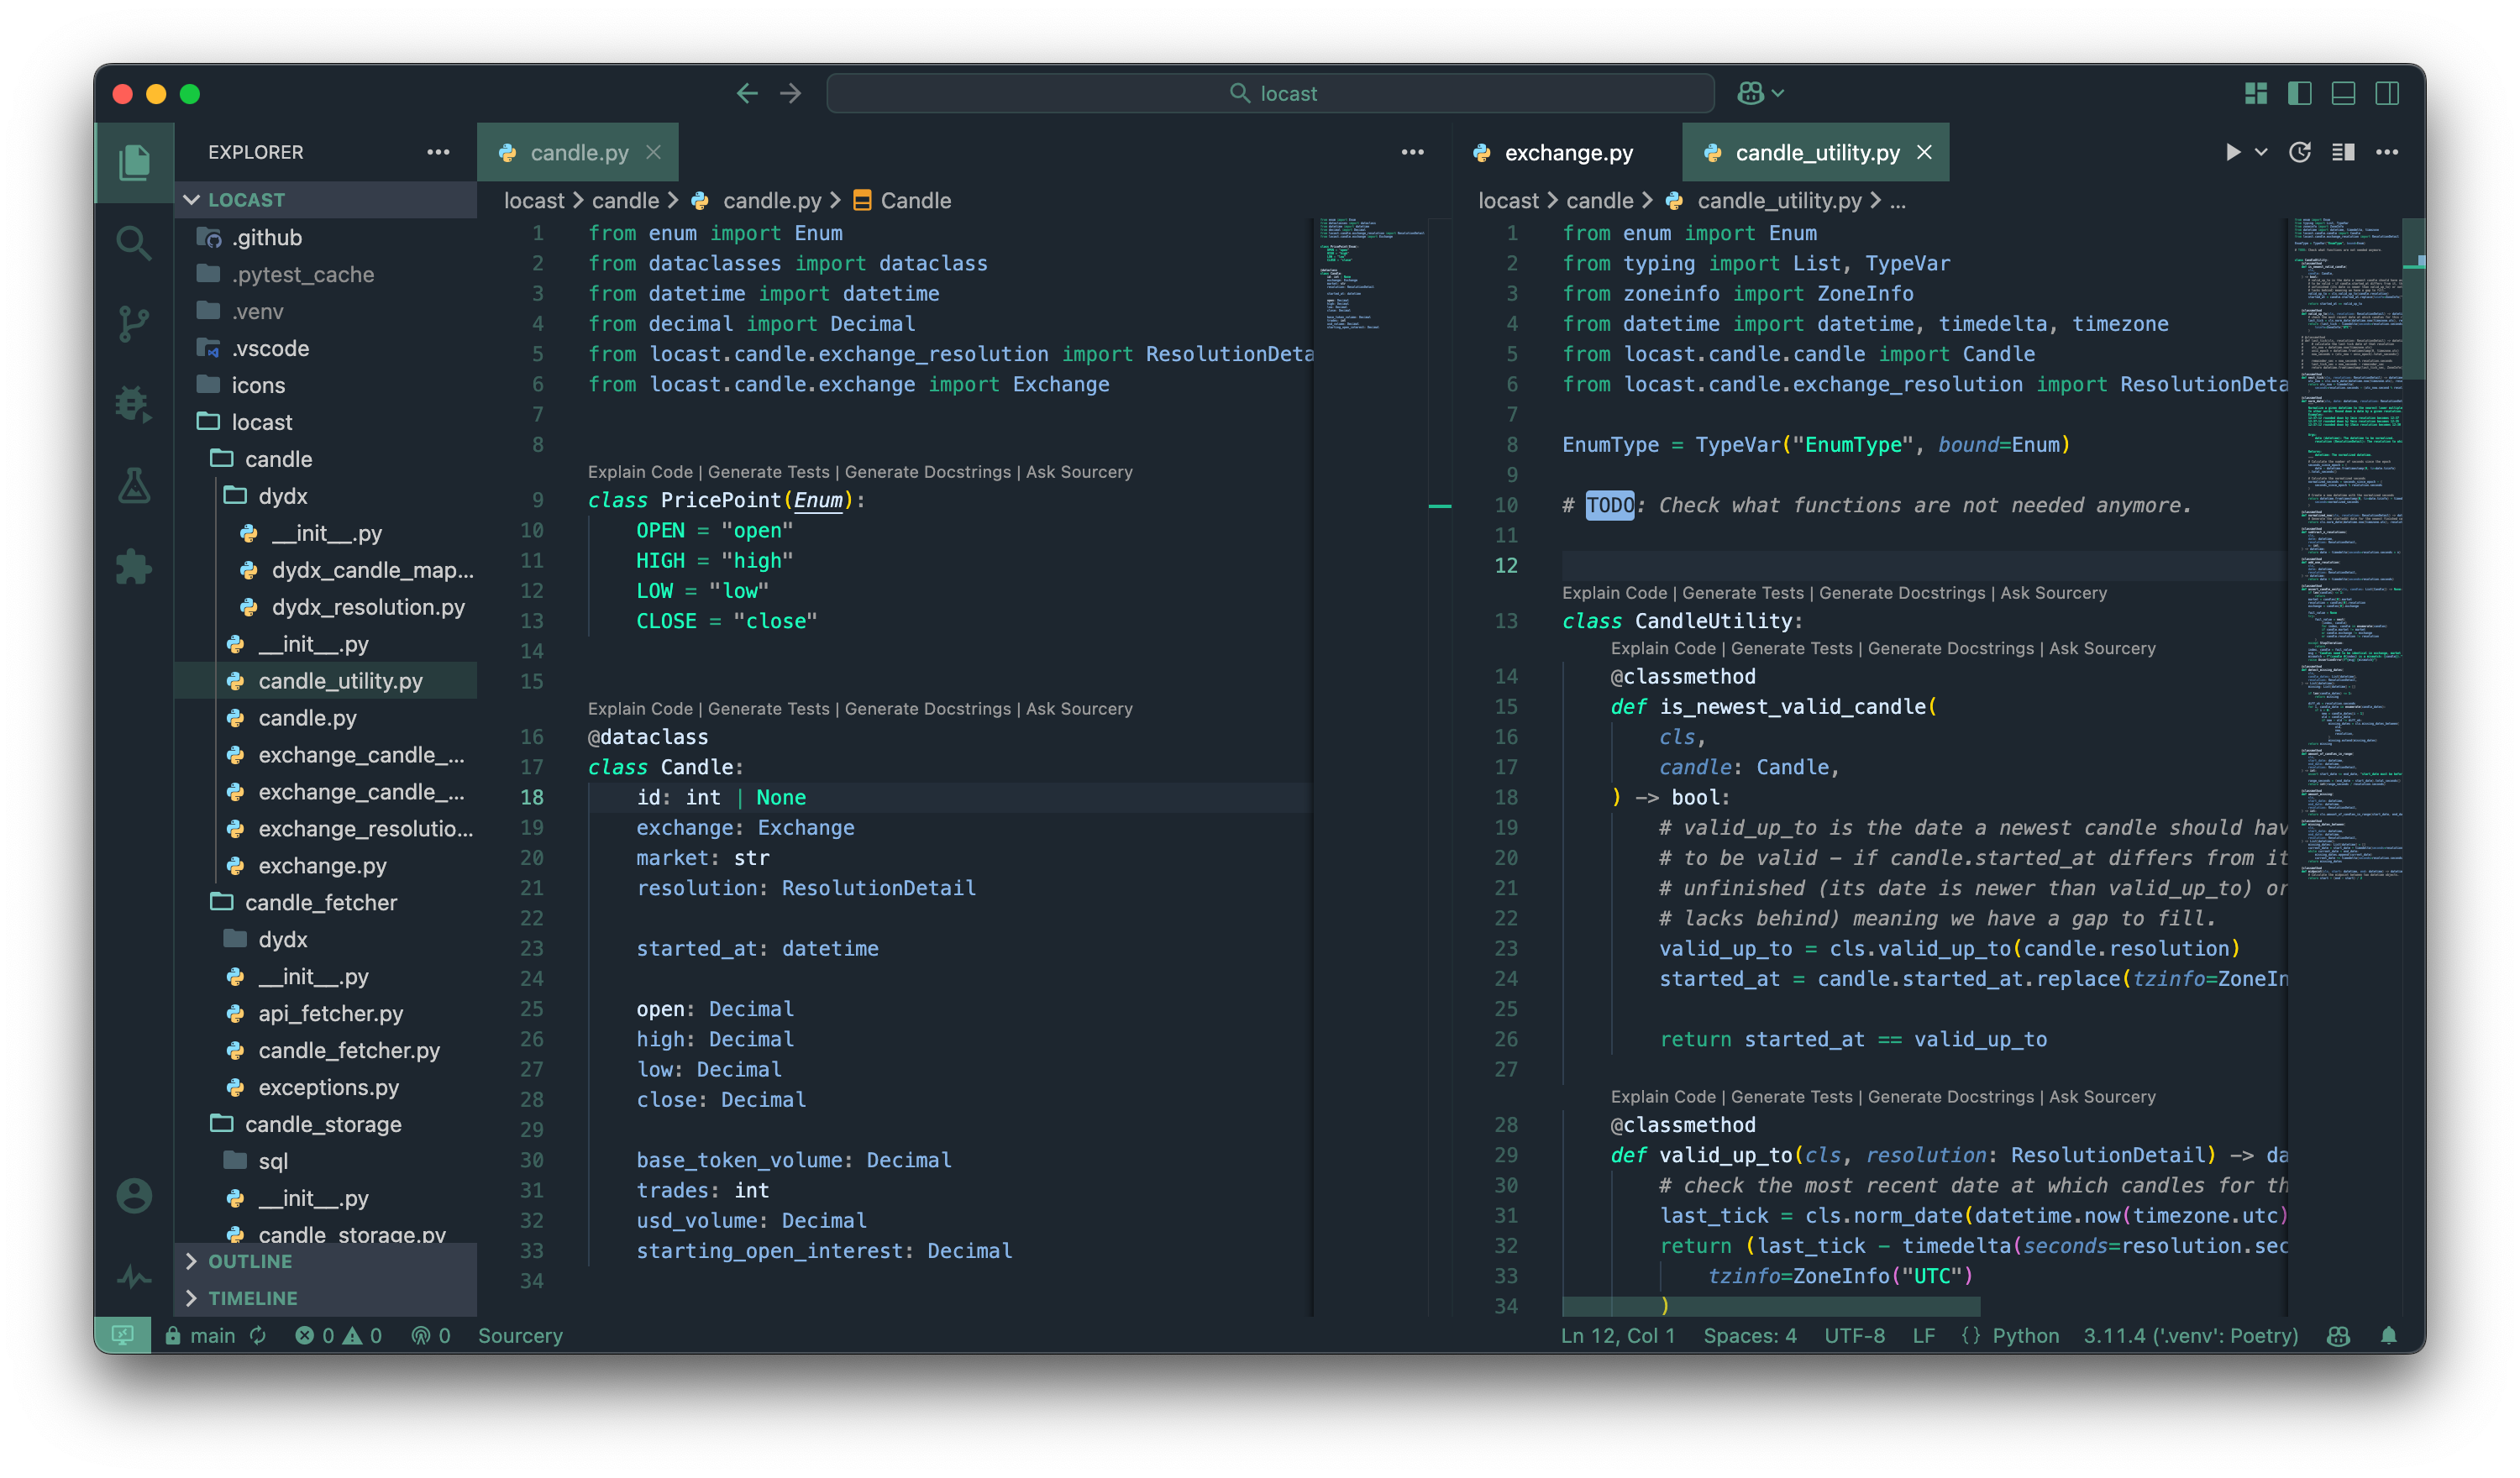 locast
EXPLORER
LOCAST
.github
.pytest_cache
.venv
.vscode
icons
locast
candle
dydx
__init__.py
dydx_candle_map...
dydx_resolution.py
__init__.py
candle_utility.py
candle.py
exchange_candle_...
exchange_candle_...
exchange_resolutio...
exchange.py
candle_fetcher
dydx
__init__.py
api_fetcher.py
candle_fetcher.py
exceptions.py
candle_storage
sql
__init__.py
candle_storage.py
OUTLINE
TIMELINE
candle.py
locast > candle > candle.py > Candle
1 from enum import Enum
2 from dataclasses import dataclass
3 from datetime import datetime
4 from decimal import Decimal
5 from locast.candle.exchange_resolution import ResolutionDeta
6 from locast.candle.exchange import Exchange
7
8
Explain Code | Generate Tests | Generate Docstrings | Ask Sourcery
9 class PricePoint(Enum):
10 OPEN = "open"
11 HIGH = "high"
12 LOW = "low"
13 CLOSE = "close"
14
15
Explain Code | Generate Tests | Generate Docstrings | Ask Sourcery
16 @dataclass
17 class Candle:
18 id: int | None
19 exchange: Exchange
20 market: str
21 resolution: ResolutionDetail
22
23 started_at: datetime
24
25 open: Decimal
26 high: Decimal
27 low: Decimal
28 close: Decimal
29
30 base_token_volume: Decimal
31 trades: int
32 usd_volume: Decimal
33 starting_open_interest: Decimal
34
exchange.py candle_utility.py
locast > candle > candle_utility.py > ...
1 from enum import Enum
2 from typing import List, TypeVar
3 from zoneinfo import ZoneInfo
4 from datetime import datetime, timedelta, timezone
5 from locast.candle.candle import Candle
6 from locast.candle.exchange_resolution import ResolutionDeta
7
8 EnumType = TypeVar("EnumType", bound=Enum)
9
10 # TODO: Check what functions are not needed anymore.
11
12
Explain Code | Generate Tests | Generate Docstrings | Ask Sourcery
13 class CandleUtility:
Explain Code | Generate Tests | Generate Docstrings | Ask Sourcery
14 @classmethod
15 def is_newest_valid_candle(
16 cls,
17 candle: Candle,
18 ) -> bool:
19 # valid_up_to is the date a newest candle should hav
20 # to be valid – if candle.started_at differs from it
21 # unfinished (its date is newer than valid_up_to) or
22 # lacks behind) meaning we have a gap to fill.
23 valid_up_to = cls.valid_up_to(candle.resolution)
24 started_at = candle.started_at.replace(tzinfo=ZoneIn
25
26 return started_at == valid_up_to
27
Explain Code | Generate Tests | Generate Docstrings | Ask Sourcery
28 @classmethod
29 def valid_up_to(cls, resolution: ResolutionDetail) -> da
30 # check the most recent date at which candles for th
31 last_tick = cls.norm_date(datetime.now(timezone.utc)
32 return (last_tick - timedelta(seconds=resolution.sec
33 tzinfo=ZoneInfo("UTC")
34 )
main 0 0 0 Sourcery Ln 12, Col 1 Spaces: 4 UTF-8 LF {} Python 3.11.4 ('.venv': Poetry)